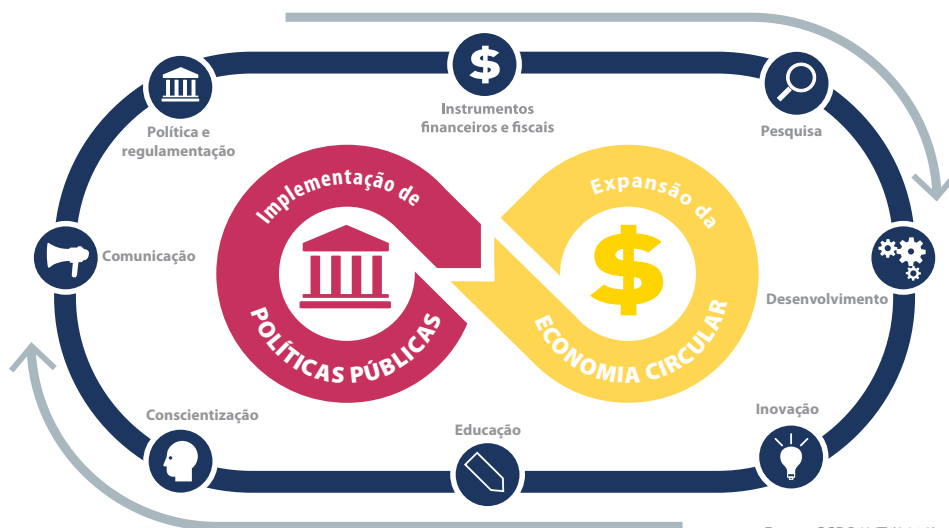 Instrumentos
financeiros e fiscais
Política e
regulamentação
Pesquisa
Implementação de
POLÍTICAS PÚBLICAS
Expansão da
ECONOMIA CIRCULAR
Comunicação
Desenvolvimento
Conscientização
Educação
Inovação